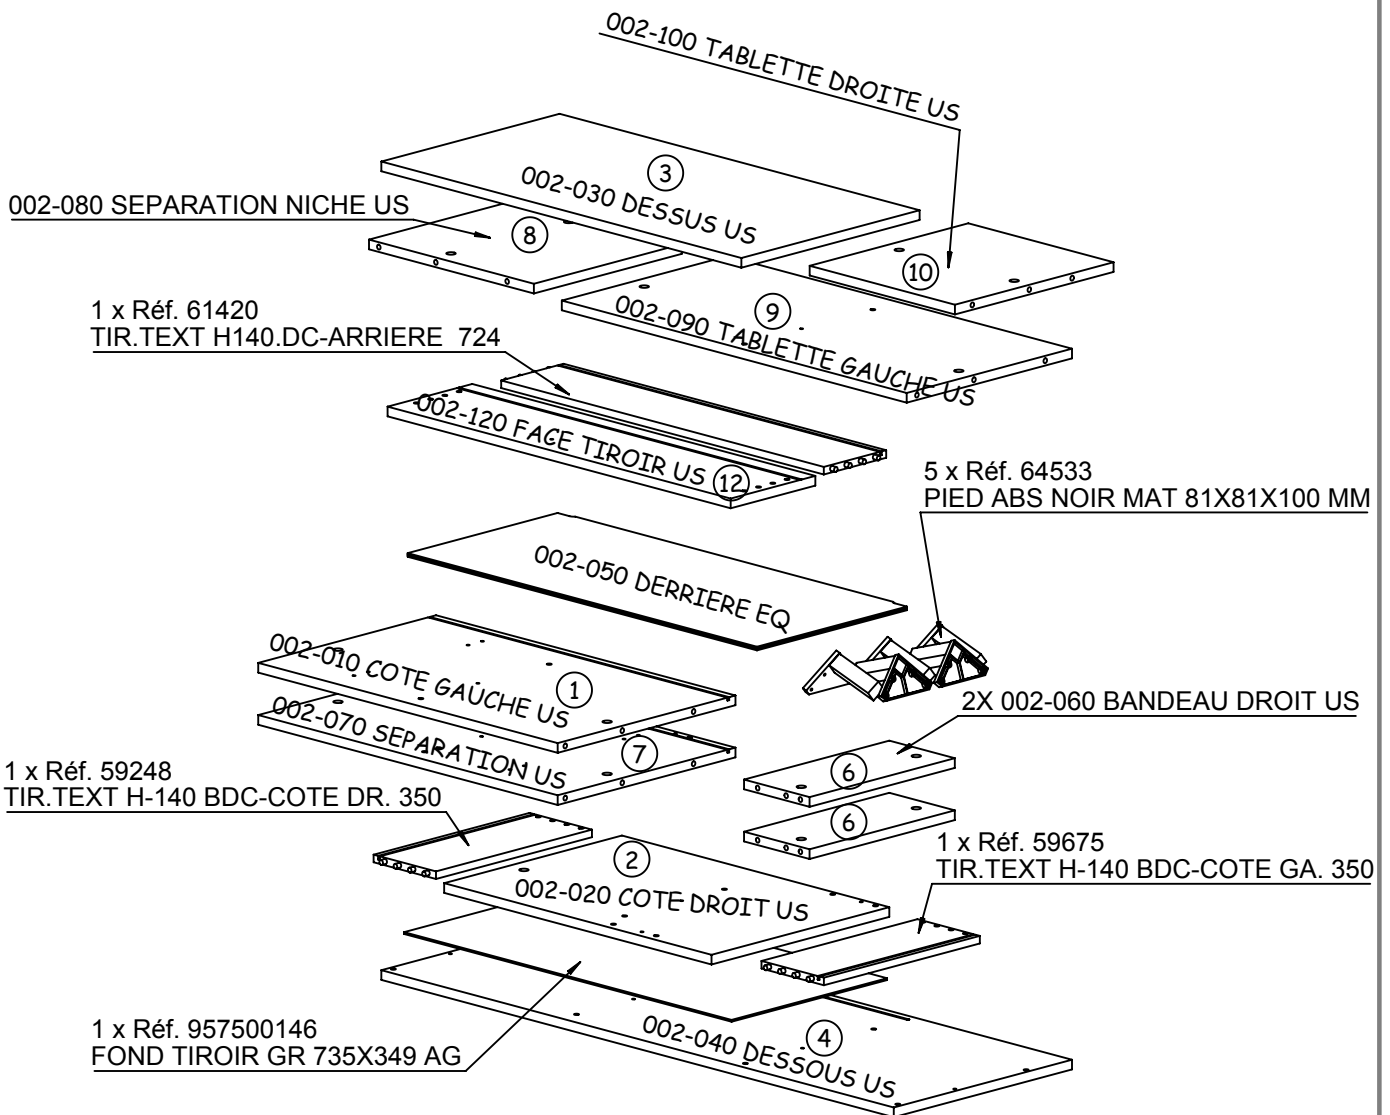 002-100 TABLETTE DROITE US
3
002-030 DESSUS US
002-080 SEPARATION NICHE US
8
10
1 x Réf. 61420
TIR.TEXT H140.DC-ARRIERE 724
9
002-090 TABLETTE GAUCHE US
002-120 FACE TIROIR US
12
5 x Réf. 64533
PIED ABS NOIR MAT 81X81X100 MM
002-050 DERRIERE EQ
002-010 COTE GAUCHE US
1
2X 002-060 BANDEAU DROIT US
002-070 SEPARATION US
7
6
1 x Réf. 59248
TIR.TEXT H-140 BDC-COTE DR. 350
6
1 x Réf. 59675
TIR.TEXT H-140 BDC-COTE GA. 350
2
002-020 COTE DROIT US
1 x Réf. 957500146
FOND TIROIR GR 735X349 AG
4
002-040 DESSOUS US